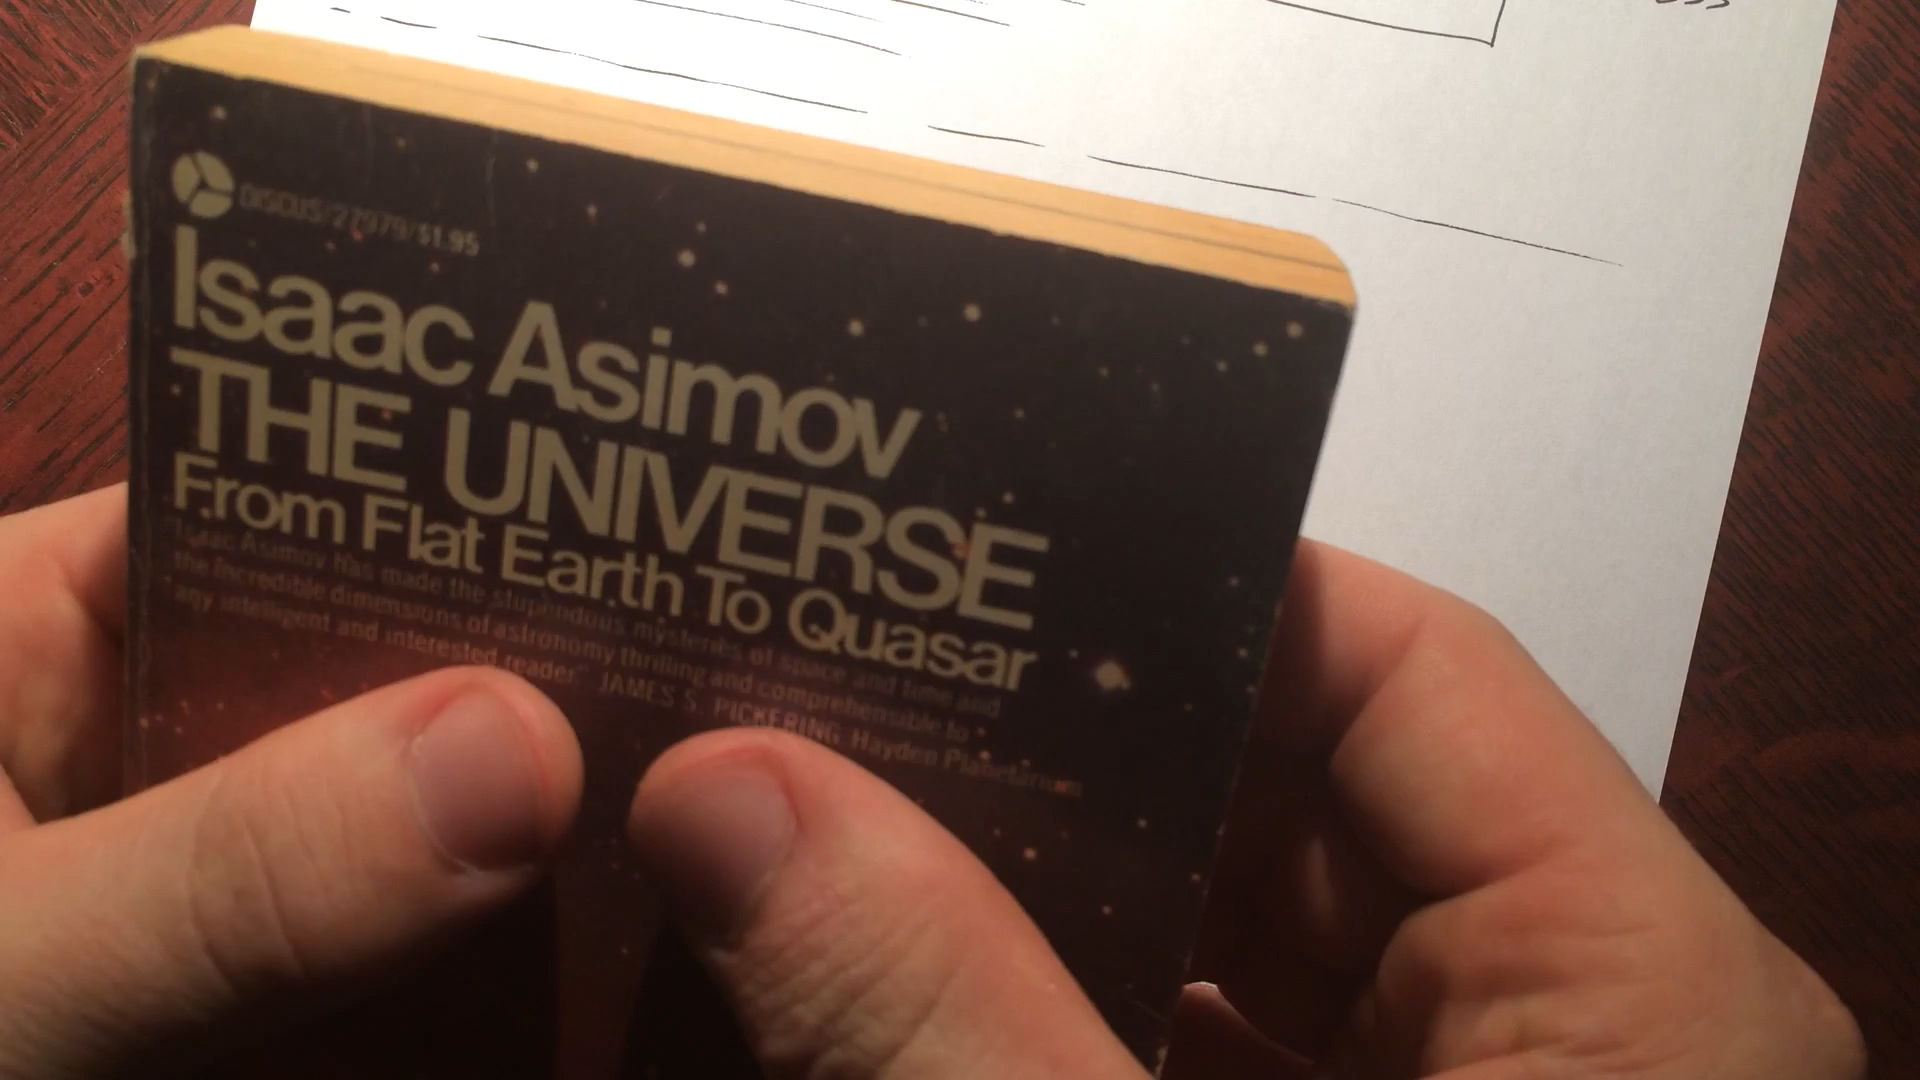 DISCUS/27979/$1.95
Isaac Asimov
THE UNIVERSE
From Flat Earth To Quasar
"Isaac Asimov has made the stupendous mysteries of space and time and
the incredible dimensions of astronomy thrilling and comprehensible to
any intelligent and interested reader." JAMES S. PICKERING, Hayden Planetarium